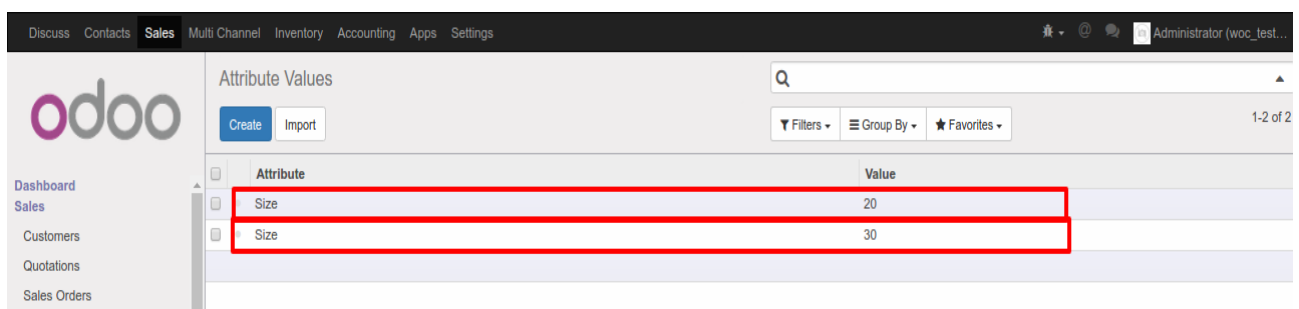 Discuss Contacts Sales Multi Channel Inventory Accounting Apps Settings @ Administrator (woc_test...
odoo
Attribute Values
Create Import
Filters Group By Favorites 1-2 of 2
Attribute Value
Size 20
Size 30
Dashboard
Sales
Customers
Quotations
Sales Orders